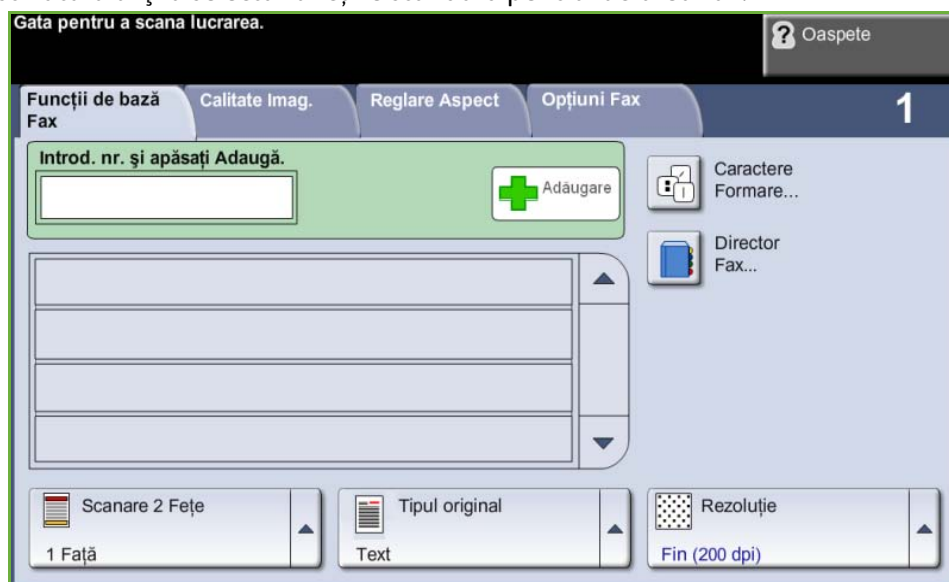 Gata pentru a scana lucrarea.
Oaspete
Funcții de bază
Fax
Calitate Imag.
Reglare Aspect
Opțiuni Fax
1
Introd. nr. şi apăsați Adaugă.
Adăugare
Caractere
Formare...
Director
Fax...
Scanare 2 Fețe
1 Față
Tipul original
Text
Rezoluție
Fin (200 dpi)